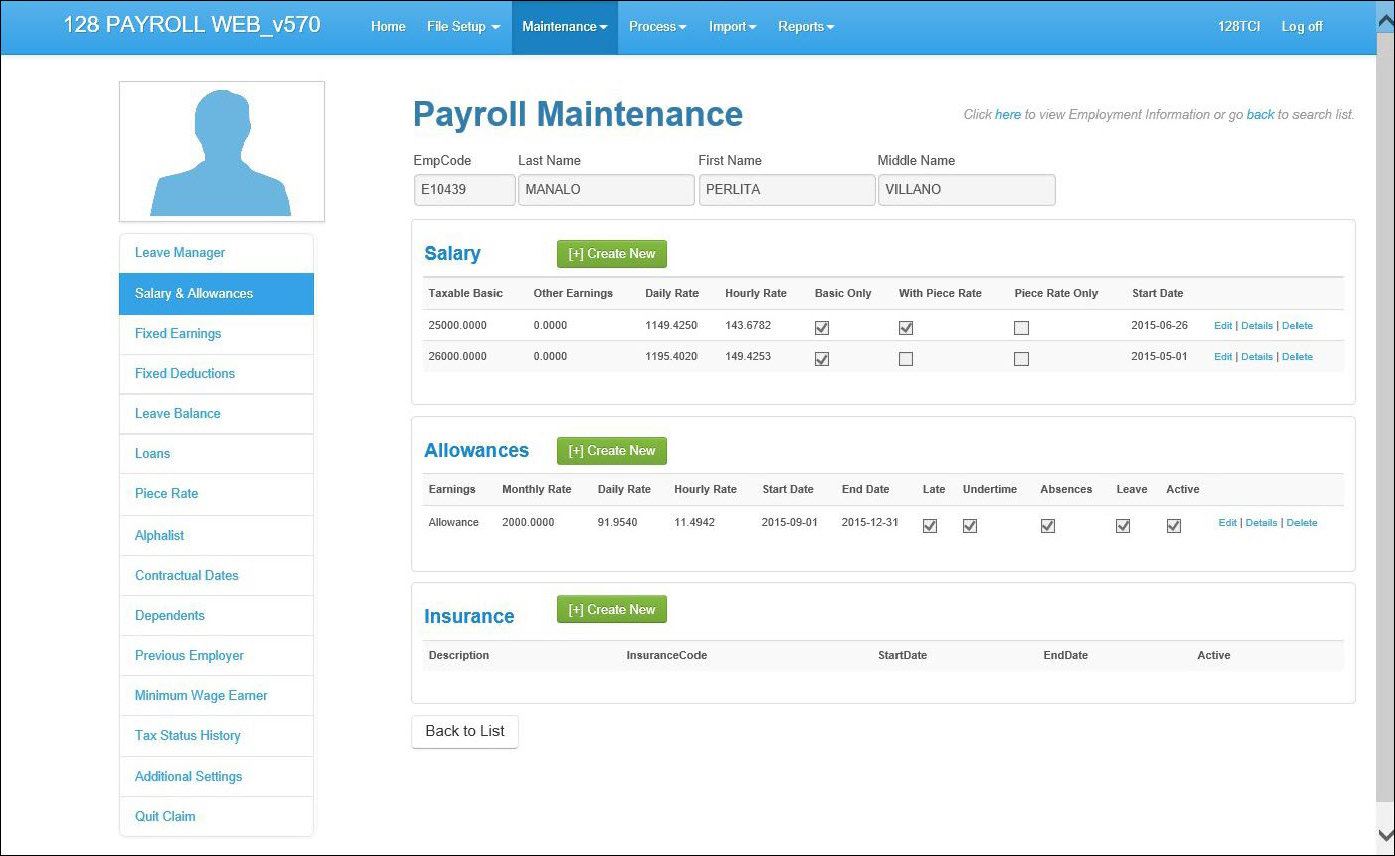 128 PAYROLL WEB_v570 Home File Setup Maintenance Process Import Reports 128TCI Log off
Payroll Maintenance
Click here to view Employment Information or go back to search list.
EmpCode Last Name First Name Middle Name
E10439 MANALO PERLITA VILLANO
Leave Manager
Salary & Allowances
Fixed Earnings
Fixed Deductions
Leave Balance
Loans
Piece Rate
Alphalist
Contractual Dates
Dependents
Previous Employer
Minimum Wage Earner
Tax Status History
Additional Settings
Quit Claim
Salary [+] Create New
Taxable Basic Other Earnings Daily Rate Hourly Rate Basic Only With Piece Rate Piece Rate Only Start Date
25000.0000 0.0000 1149.4250 143.6782 2015-06-26 Edit | Details | Delete
26000.0000 0.0000 1195.4020 149.4253 2015-05-01 Edit | Details | Delete
Allowances [+] Create New
Earnings Monthly Rate Daily Rate Hourly Rate Start Date End Date Late Undertime Absences Leave Active
Allowance 2000.0000 91.9540 11.4942 2015-09-01 2015-12-31 Edit | Details | Delete
Insurance [+] Create New
Description InsuranceCode StartDate EndDate Active
Back to List